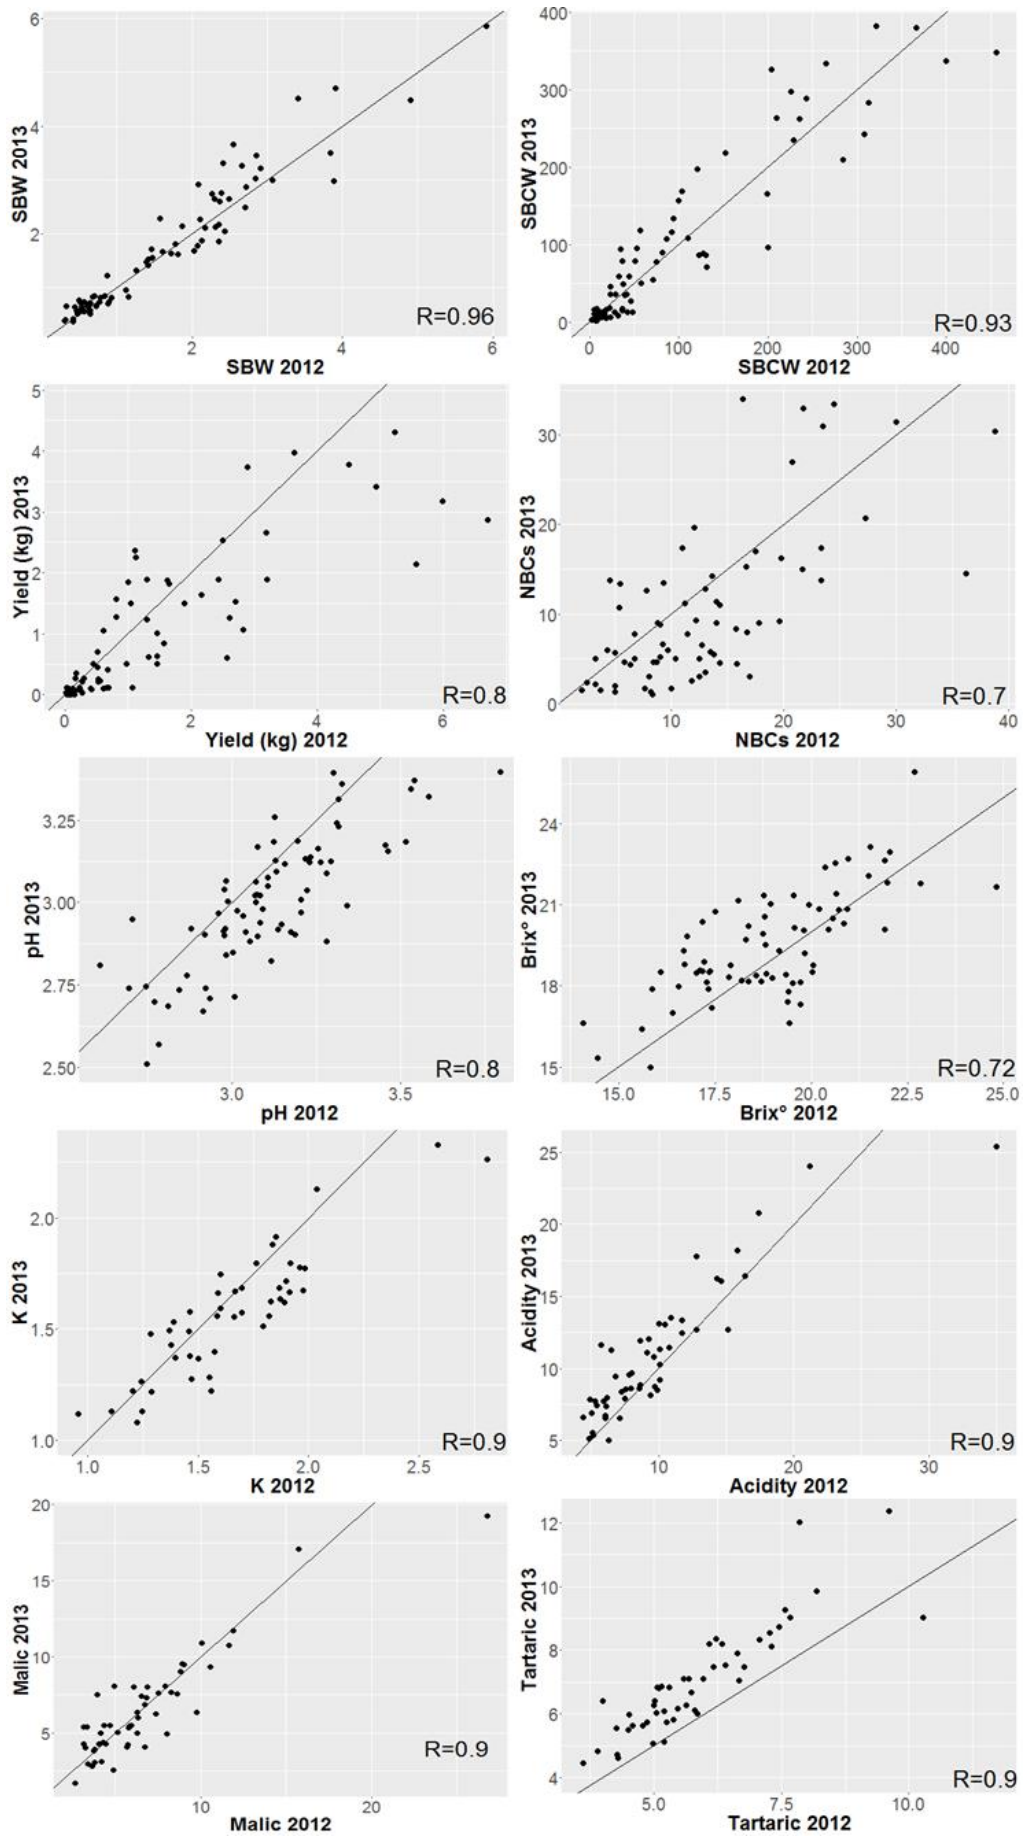 6
4
2
SBW 2013
R=0.96
2 4 6
SBW 2012
400
300
200
100
0
SBCW 2013
R=0.93
0 100 200 300 400
SBCW 2012
5
4
3
2
1
0
Yield (kg) 2013
R=0.8
0 2 4 6
Yield (kg) 2012
30
20
10
0
NBCs 2013
R=0.7
10 20 30 40
NBCs 2012
3.25
3.00
2.75
2.50
pH 2013
R=0.8
3.0 3.5
pH 2012
24
21
18
15
Brix° 2013
R=0.72
15.0 17.5 20.0 22.5 25.0
Brix° 2012
2.0
1.5
1.0
K 2013
R=0.9
1.0 1.5 2.0 2.5
K 2012
25
20
15
10
5
Acidity 2013
R=0.9
10 20 30
Acidity 2012
20
15
10
5
Malic 2013
R=0.9
10 20
Malic 2012
12
10
8
6
4
Tartaric 2013
R=0.9
5.0 7.5 10.0
Tartaric 2012